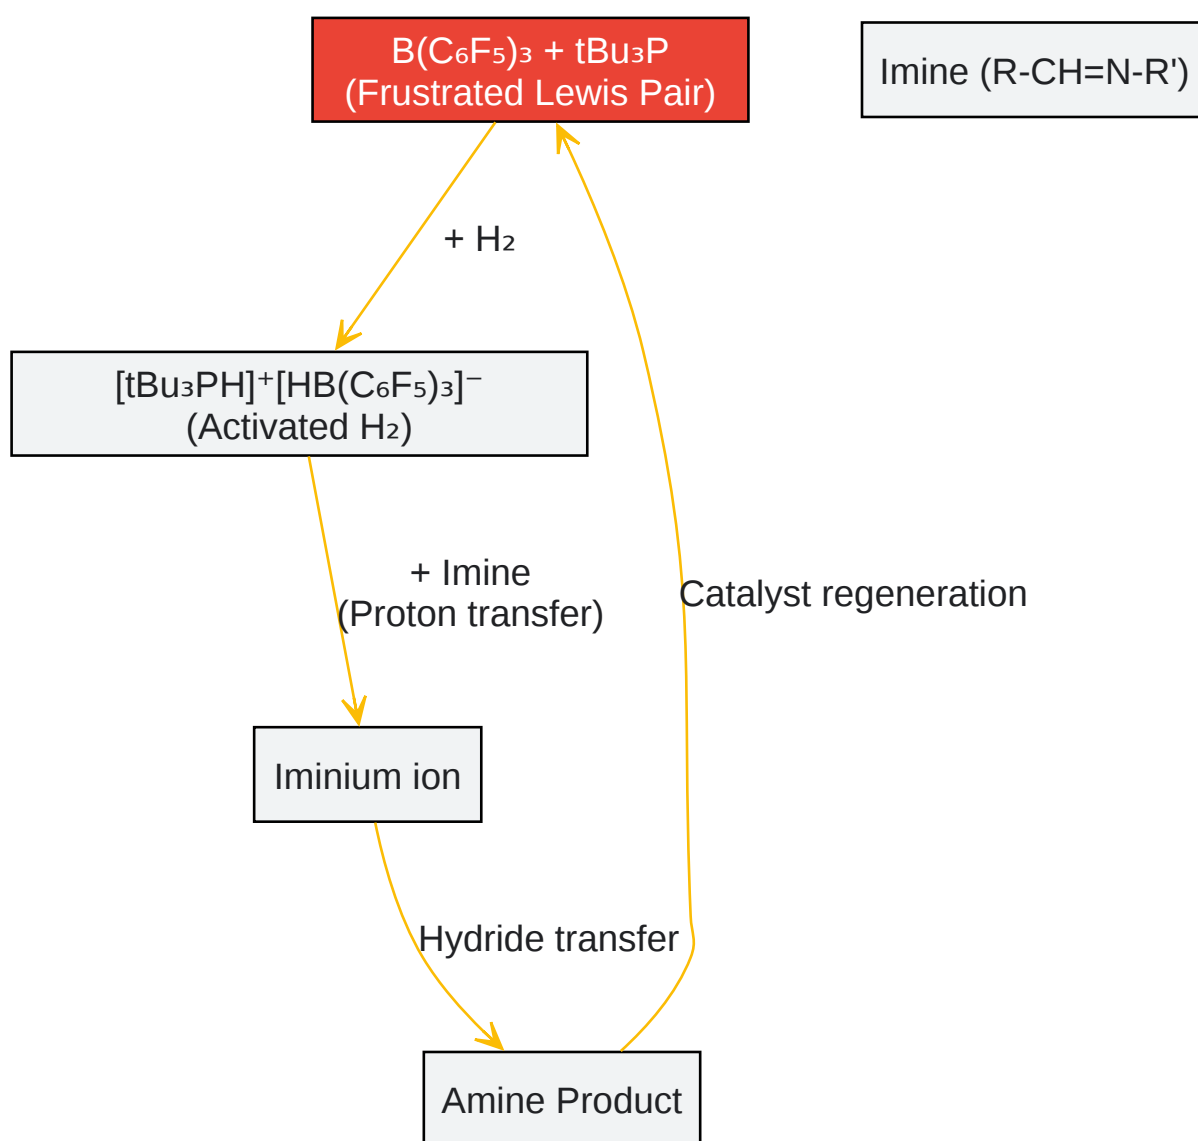 B(C₆F₅)₃ + tBu₃P
(Frustrated Lewis Pair)
Imine (R-CH=N-R')
+ H₂
[tBu₃PH]⁺[HB(C₆F₅)₃]⁻
(Activated H₂)
+ Imine
(Proton transfer)
Catalyst regeneration
Iminium ion
Hydride transfer
Amine Product